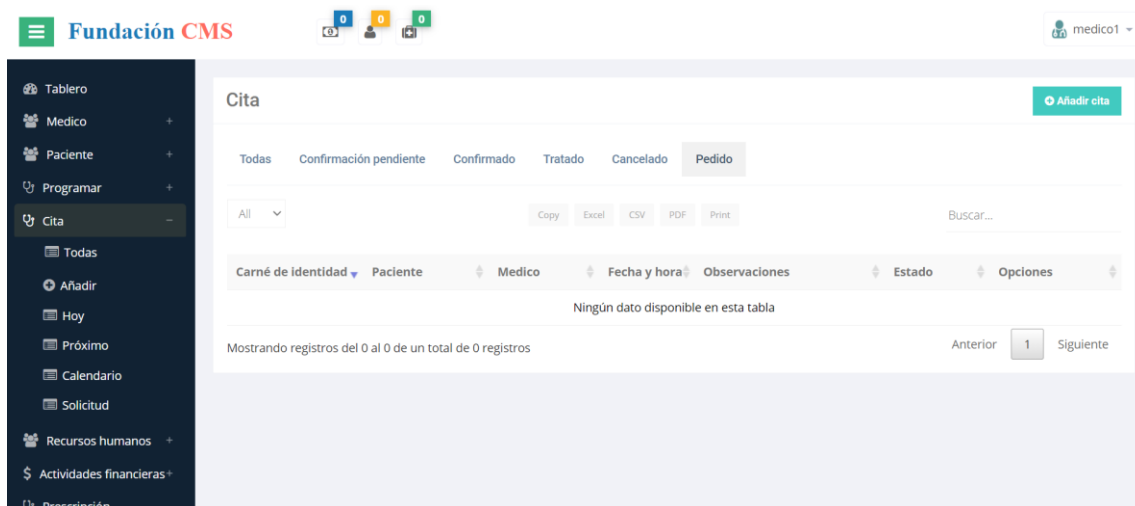 Fundación CMS
0 0 0
medico1
Tablero
Medico +
Paciente +
Programar +
Cita −
Todas
Añadir
Hoy
Próximo
Calendario
Solicitud
Recursos humanos +
$ Actividades financieras +
Prescripción
Cita
Añadir cita
Todas Confirmación pendiente Confirmado Tratado Cancelado Pedido
All Copy Excel CSV PDF Print Buscar...
Carné de identidad Paciente Medico Fecha y hora Observaciones Estado Opciones
Ningún dato disponible en esta tabla
Mostrando registros del 0 al 0 de un total de 0 registros
Anterior 1 Siguiente